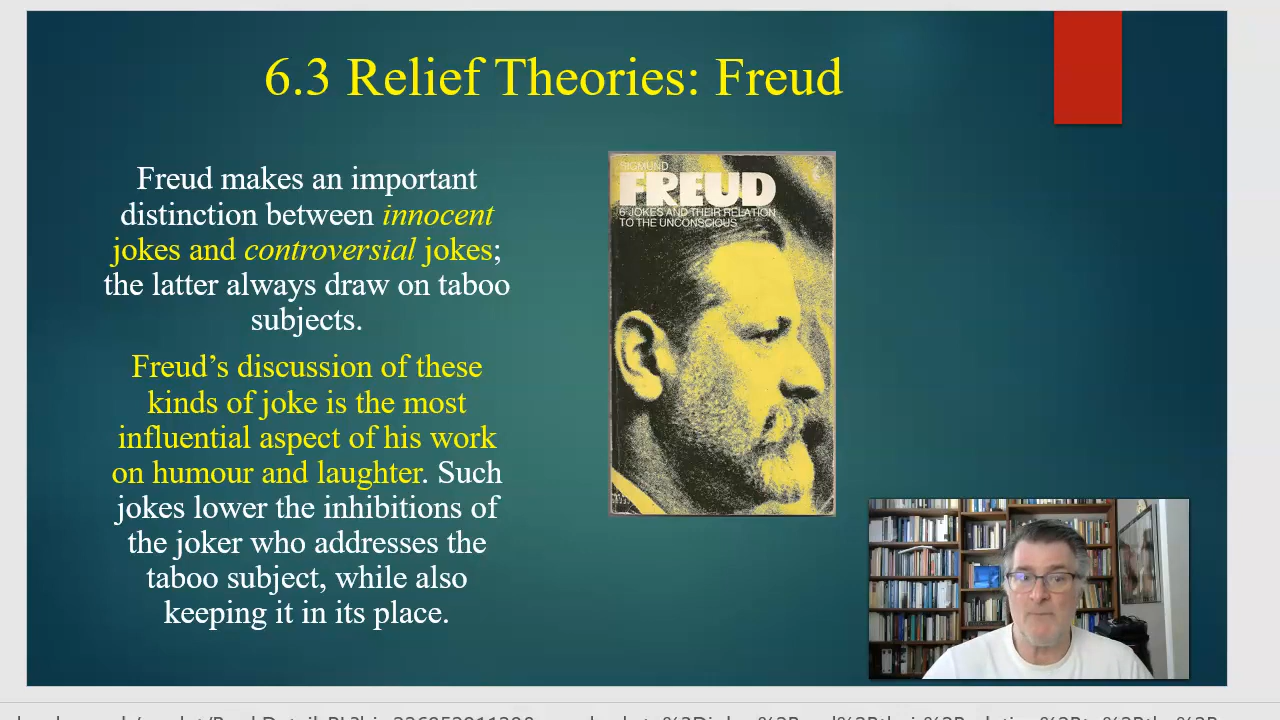 6.3 Relief Theories: Freud
Freud makes an important
distinction between innocent
jokes and controversial jokes;
the latter always draw on taboo
subjects.
Freud’s discussion of these
kinds of joke is the most
influential aspect of his work
on humour and laughter. Such
jokes lower the inhibitions of
the joker who addresses the
taboo subject, while also
keeping it in its place.
SIGMUND
FREUD
6 JOKES AND THEIR RELATION
TO THE UNCONSCIOUS